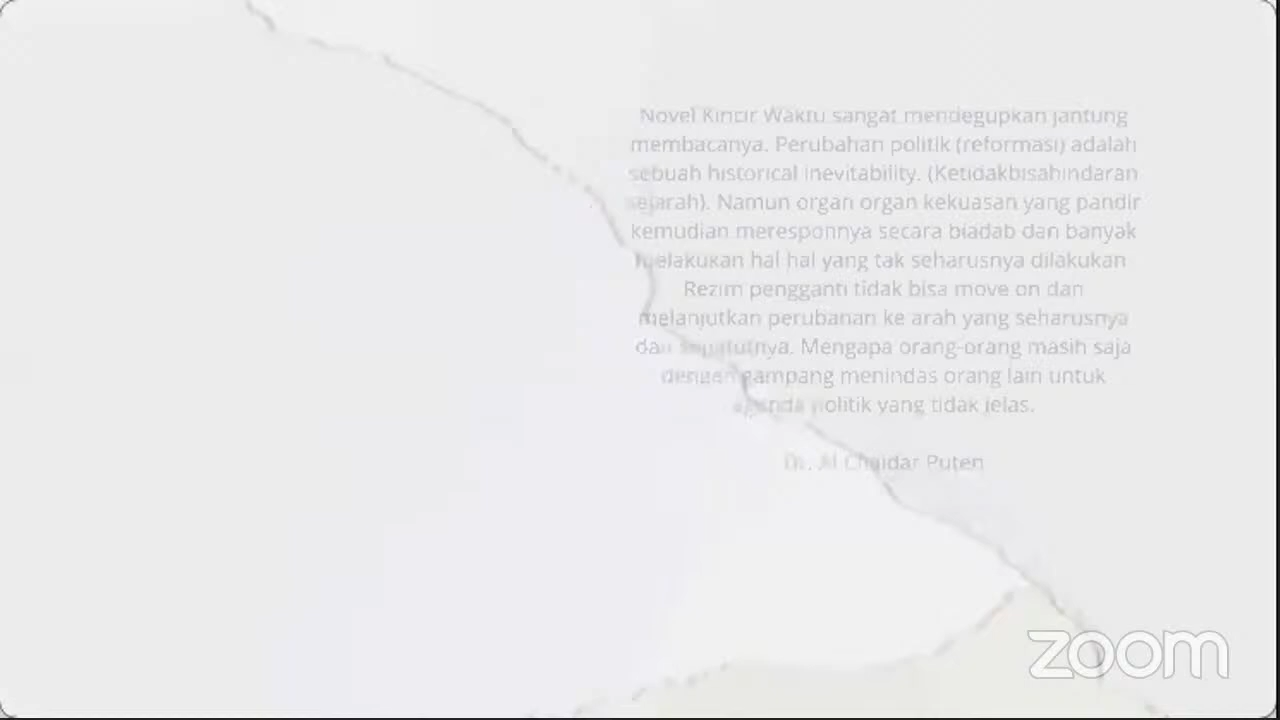 Novel Kincir Waktu sangat mendegupkan jantung
membacanya. Perubahan politik (reformasi) adalah
sebuah historical inevitability. (Ketidakbisahindaran
sejarah). Namun organ organ kekuasan yang pandir
kemudian meresponnya secara biadab dan banyak
melakukan hal hal yang tak seharusnya dilakukan
Rezim pengganti tidak bisa move on dan
melanjutkan perubahan ke arah yang seharusnya
dan sepatutnya. Mengapa orang-orang masih saja
dengan gampang menindas orang lain untuk
agenda politik yang tidak jelas.
Dr. Al Chaidar Puteh
zoom